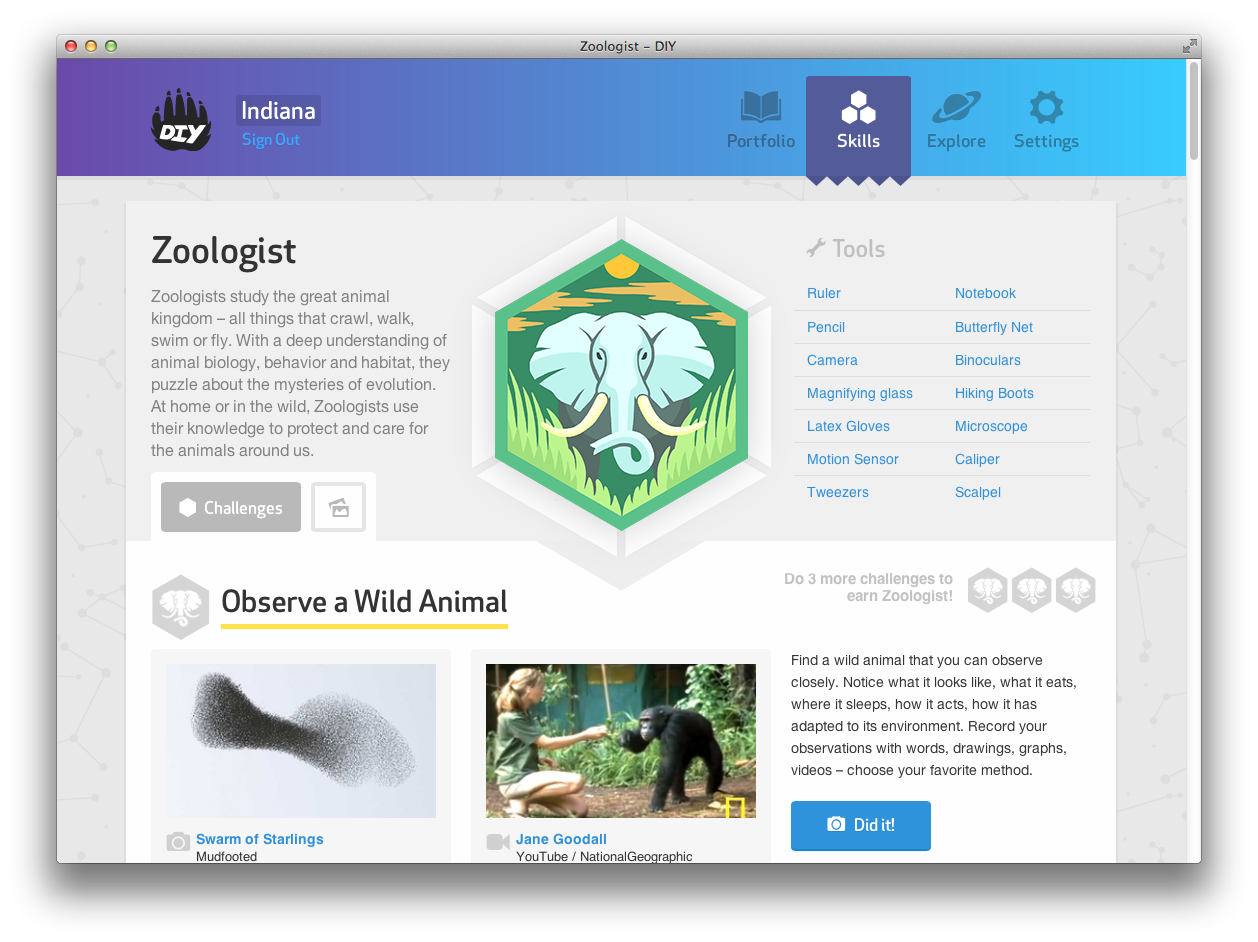 Zoologist – DIY
DIY
Indiana
Sign Out
Portfolio
Skills
Explore
Settings
Zoologist
Zoologists study the great animal
kingdom – all things that crawl, walk,
swim or fly. With a deep understanding of
animal biology, behavior and habitat, they
puzzle about the mysteries of evolution.
At home or in the wild, Zoologists use
their knowledge to protect and care for
the animals around us.
Challenges
Tools
Ruler
Notebook
Pencil
Butterfly Net
Camera
Binoculars
Magnifying glass
Hiking Boots
Latex Gloves
Microscope
Motion Sensor
Caliper
Tweezers
Scalpel
Observe a Wild Animal
Do 3 more challenges to
earn Zoologist!
Swarm of Starlings
Mudfooted
Jane Goodall
YouTube / NationalGeographic
Find a wild animal that you can observe
closely. Notice what it looks like, what it eats,
where it sleeps, how it acts, how it has
adapted to its environment. Record your
observations with words, drawings, graphs,
videos – choose your favorite method.
Did it!